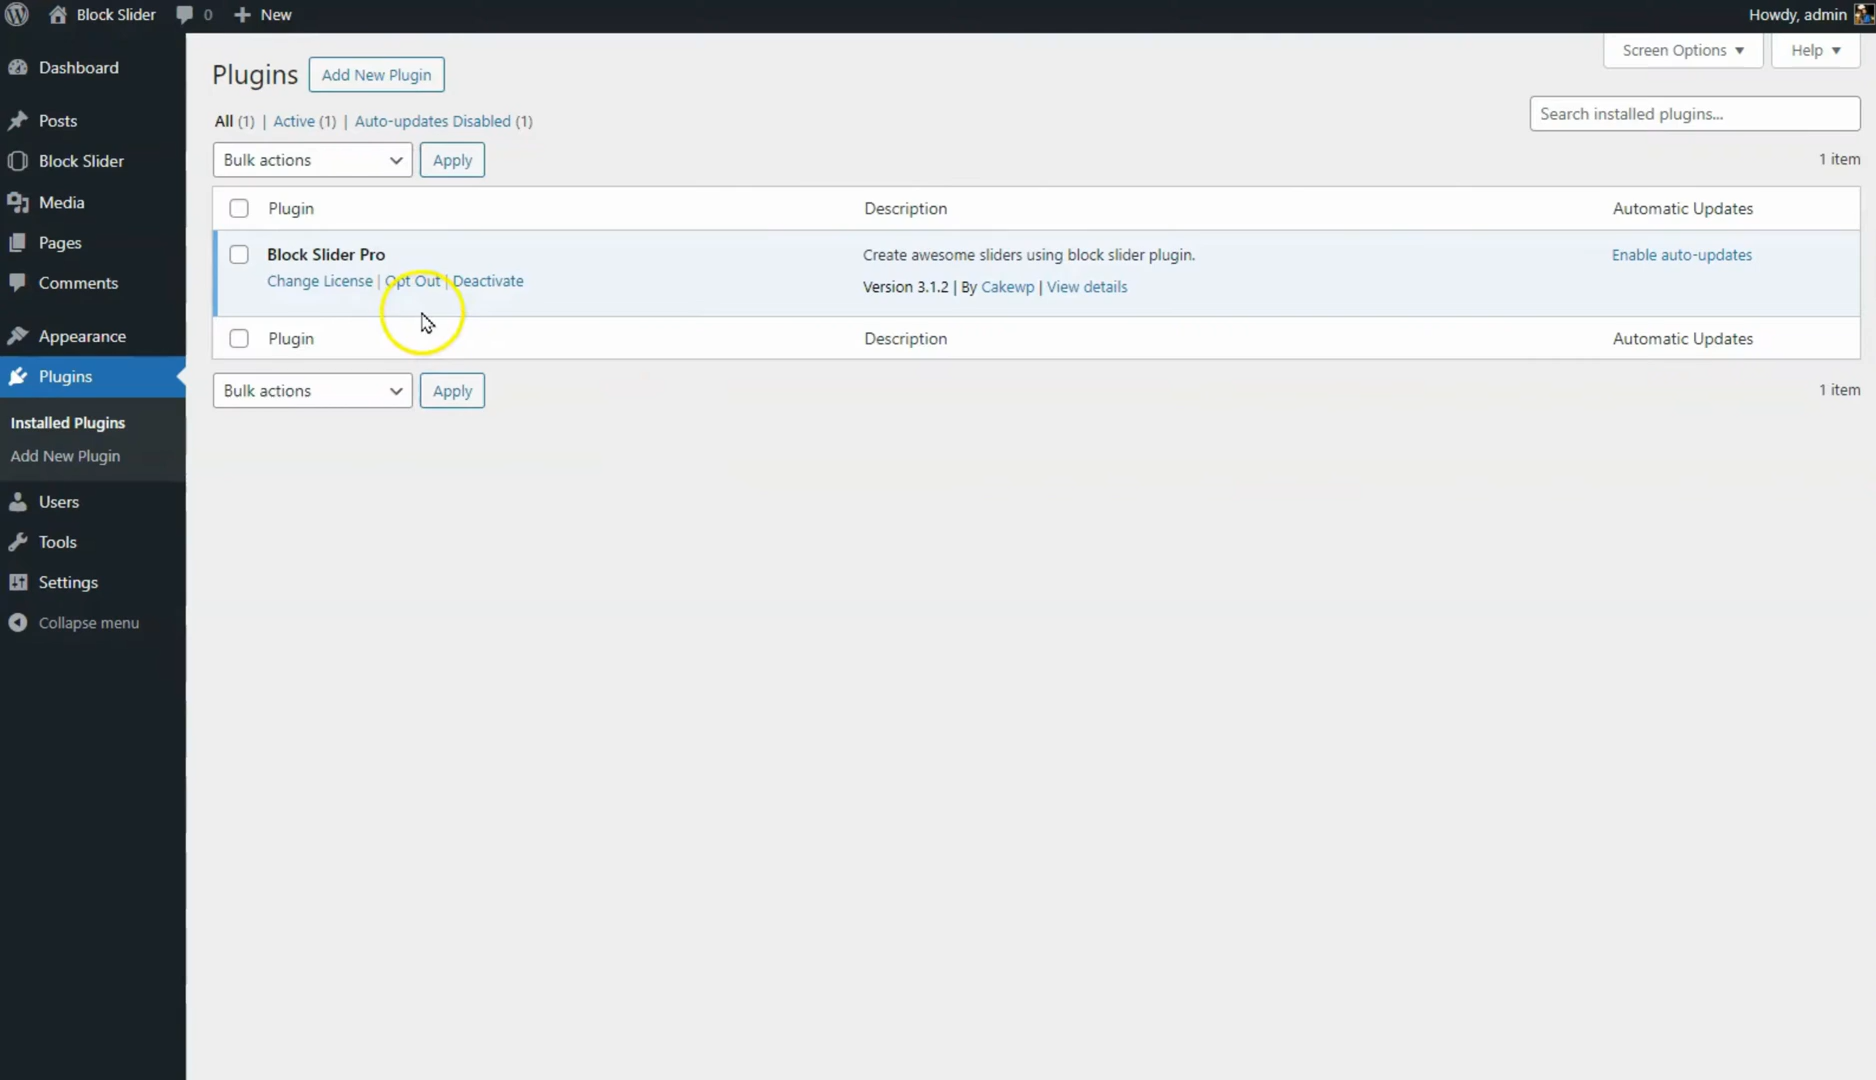 Block Slider 0 New Howdy, admin
Dashboard
Posts
Block Slider
Media
Pages
Comments
Appearance
Plugins
Installed Plugins
Add New Plugin
Users
Tools
Settings
Collapse menu
Screen Options Help
Plugins Add New Plugin
All (1) | Active (1) | Auto-updates Disabled (1)
Search installed plugins...
Bulk actions Apply 1 item
Plugin Description Automatic Updates
Block Slider Pro Create awesome sliders using block slider plugin. Enable auto-updates
Change License | Opt Out | Deactivate Version 3.1.2 | By Cakewp | View details
Plugin Description Automatic Updates
Bulk actions Apply 1 item